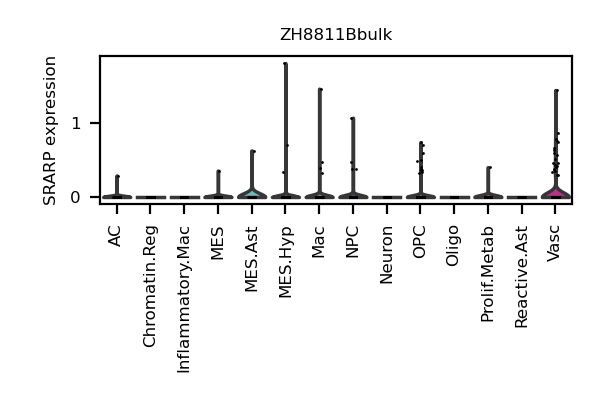 ZH8811Bbulk
SRARP expression
1
0
AC
Chromatin.Reg
Inflammatory.Mac
MES
MES.Ast
MES.Hyp
Mac
NPC
Neuron
OPC
Oligo
Prolif.Metab
Reactive.Ast
Vasc